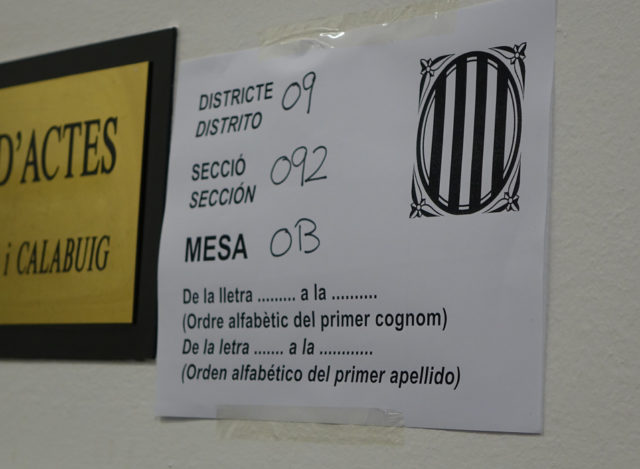 D'ACTES
i CALABUIG
DISTRICTE 09
DISTRITO
SECCIÓ 092
SECCIÓN
MESA 0B
De la lletra ......... a la ..........
(Ordre alfabètic del primer cognom)
De la letra ....... a la ............
(Orden alfabético del primer apellido)